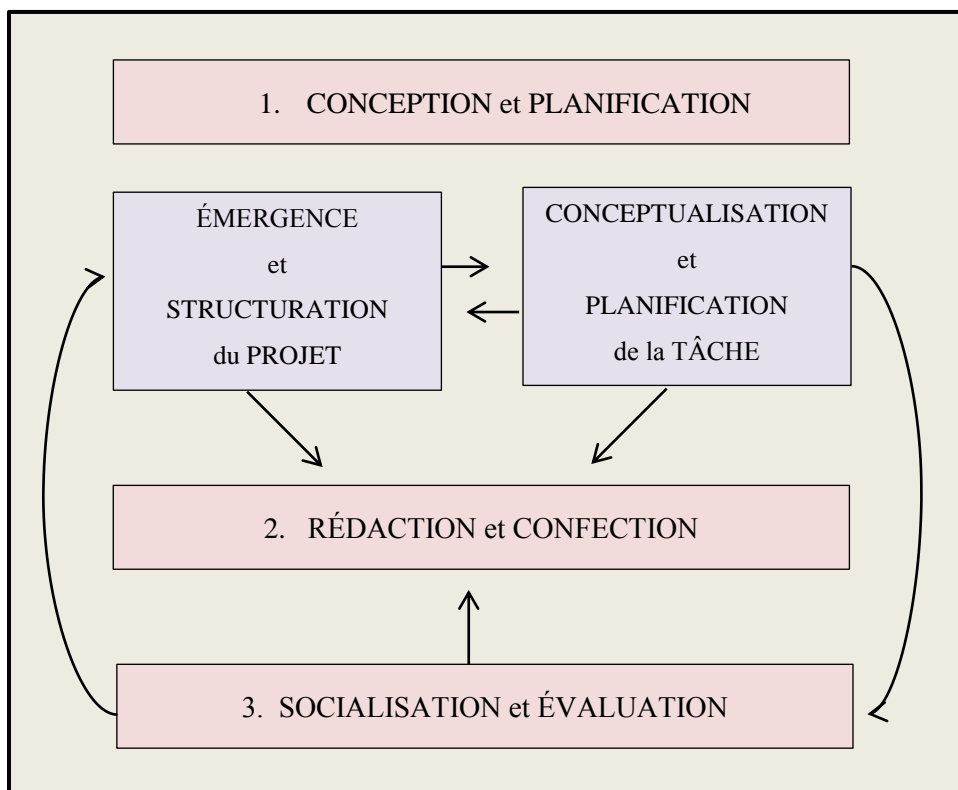 1. CONCEPTION et PLANIFICATION
ÉMERGENCE
et
STRUCTURATION
du PROJET
CONCEPTUALISATION
et
PLANIFICATION
de la TÂCHE
2. RÉDACTION et CONFECTION
3. SOCIALISATION et ÉVALUATION